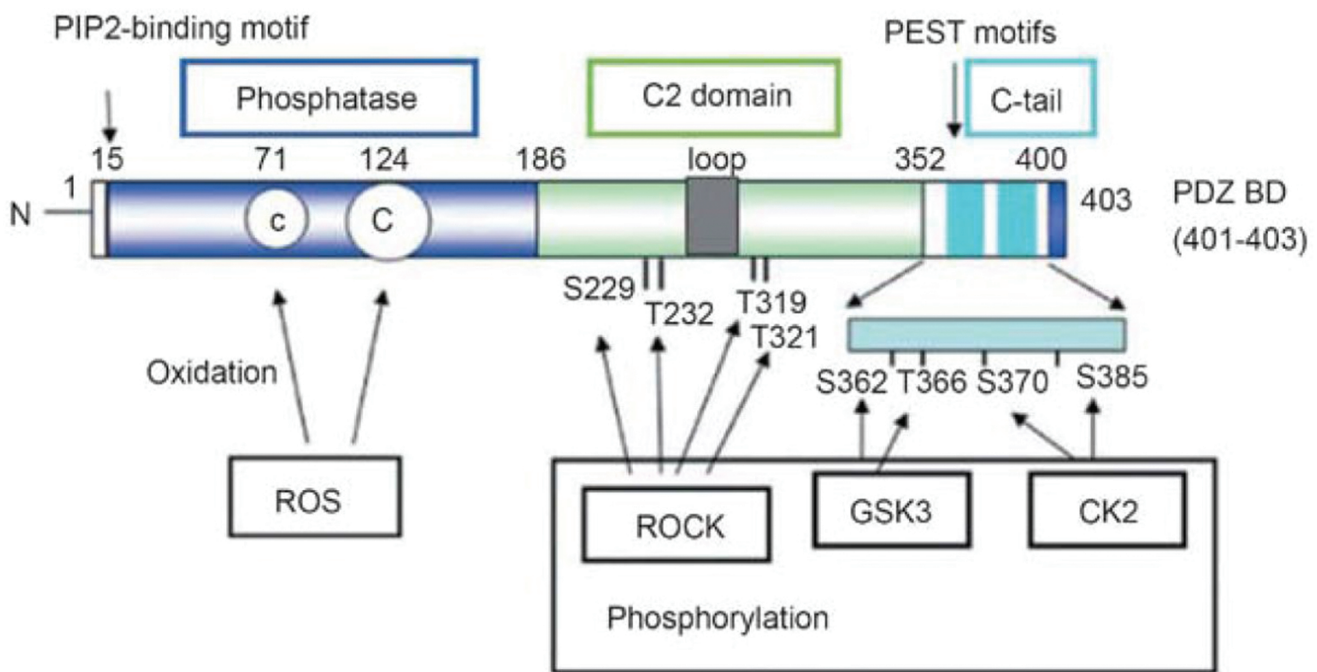 PIP2-binding motif
PEST motifs
Phosphatase
C2 domain
C-tail
15
71
124
186
loop
352
400
1
N
c
C
403
PDZ BD
(401-403)
S229
T232
T319
T321
Oxidation
S362
T366
S370
S385
ROS
ROCK
GSK3
CK2
Phosphorylation